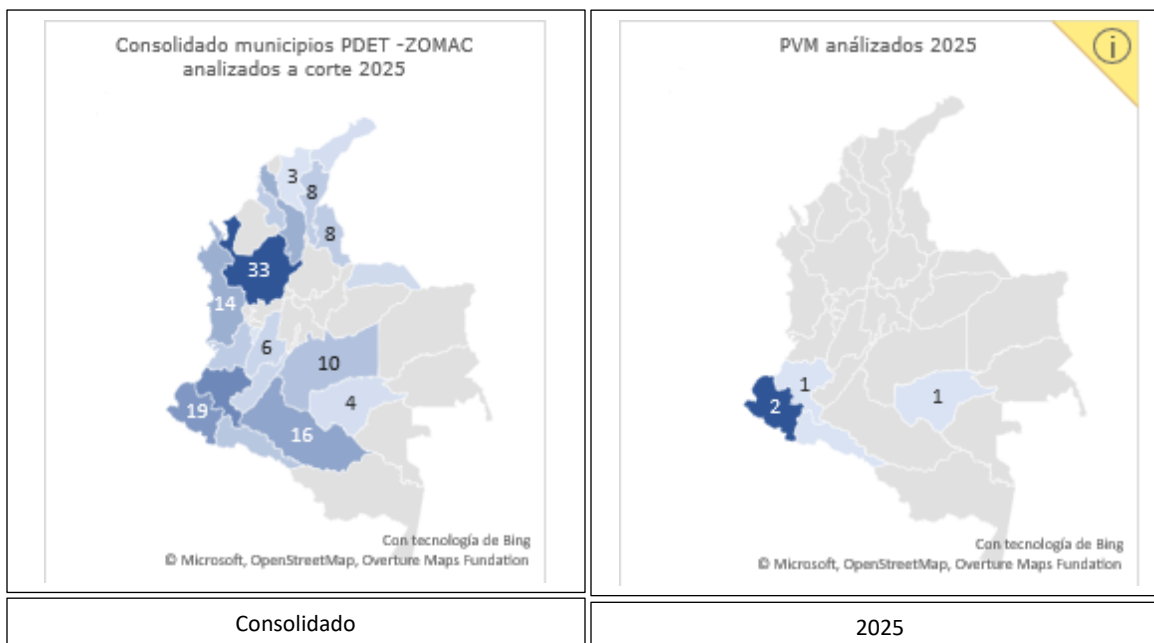 Consolidado municipios PDET -ZOMAC
analizados a corte 2025
3
8
8
33
14
6
10
4
19
16
Con tecnología de Bing
© Microsoft, OpenStreetMap, Overture Maps Fundation
Consolidado
PVM análizados 2025
i
1
2
1
Con tecnología de Bing
© Microsoft, OpenStreetMap, Overture Maps Fundation
2025